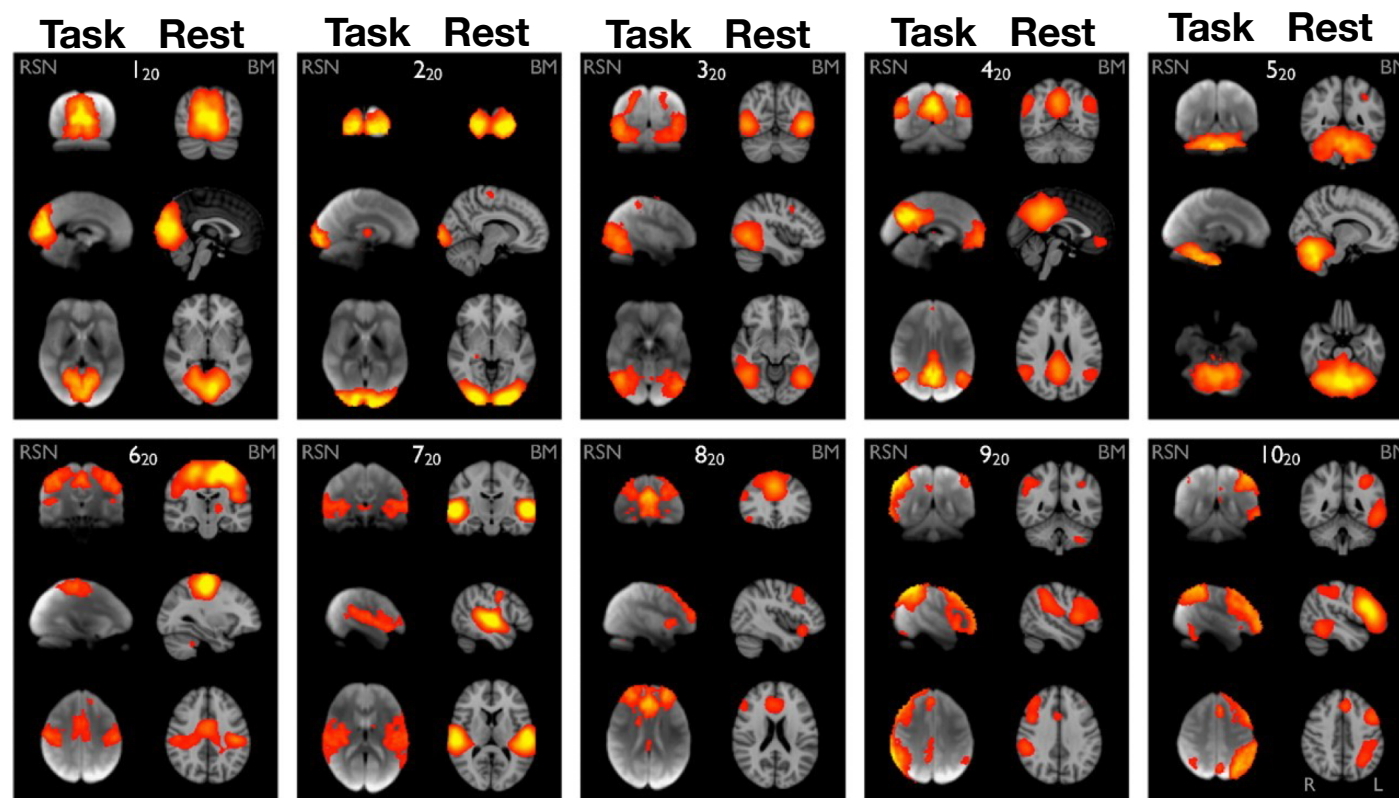 Task Rest Task Rest Task Rest Task Rest Task Rest
RSN 1₂₀ BM RSN 2₂₀ BM RSN 3₂₀ BM RSN 4₂₀ BM RSN 5₂₀ BM
RSN 6₂₀ BM RSN 7₂₀ BM RSN 8₂₀ BM RSN 9₂₀ BM RSN 10₂₀ BM
R L